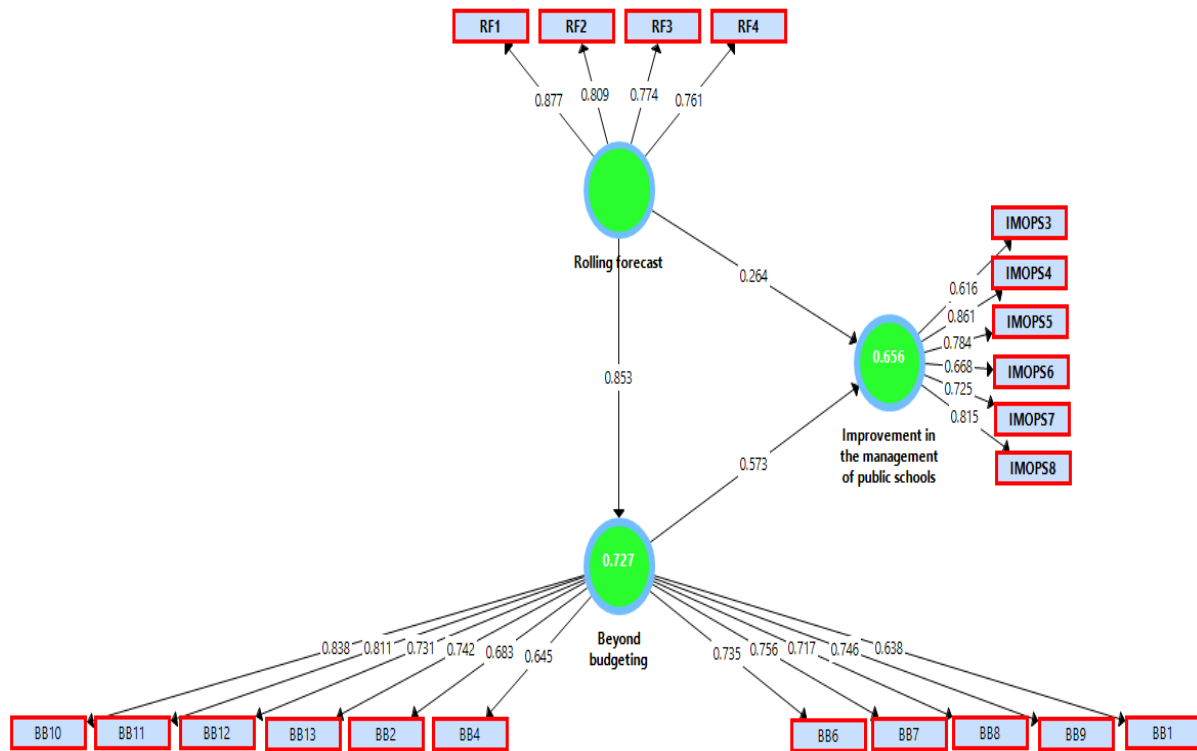 RF1 RF2 RF3 RF4
0.877 0.809 0.774 0.761
Rolling forecast
0.264
0.853
0.573
IMOPS3
IMOPS4
IMOPS5
IMOPS6
IMOPS7
IMOPS8
0.616
0.861
0.784
0.668
0.725
0.815
0.656
Improvement in
the management
of public schools
0.727
Beyond
budgeting
0.838 0.811 0.731 0.742 0.683 0.645 0.735 0.756 0.717 0.746 0.638
BB10 BB11 BB12 BB13 BB2 BB4 BB6 BB7 BB8 BB9 BB1